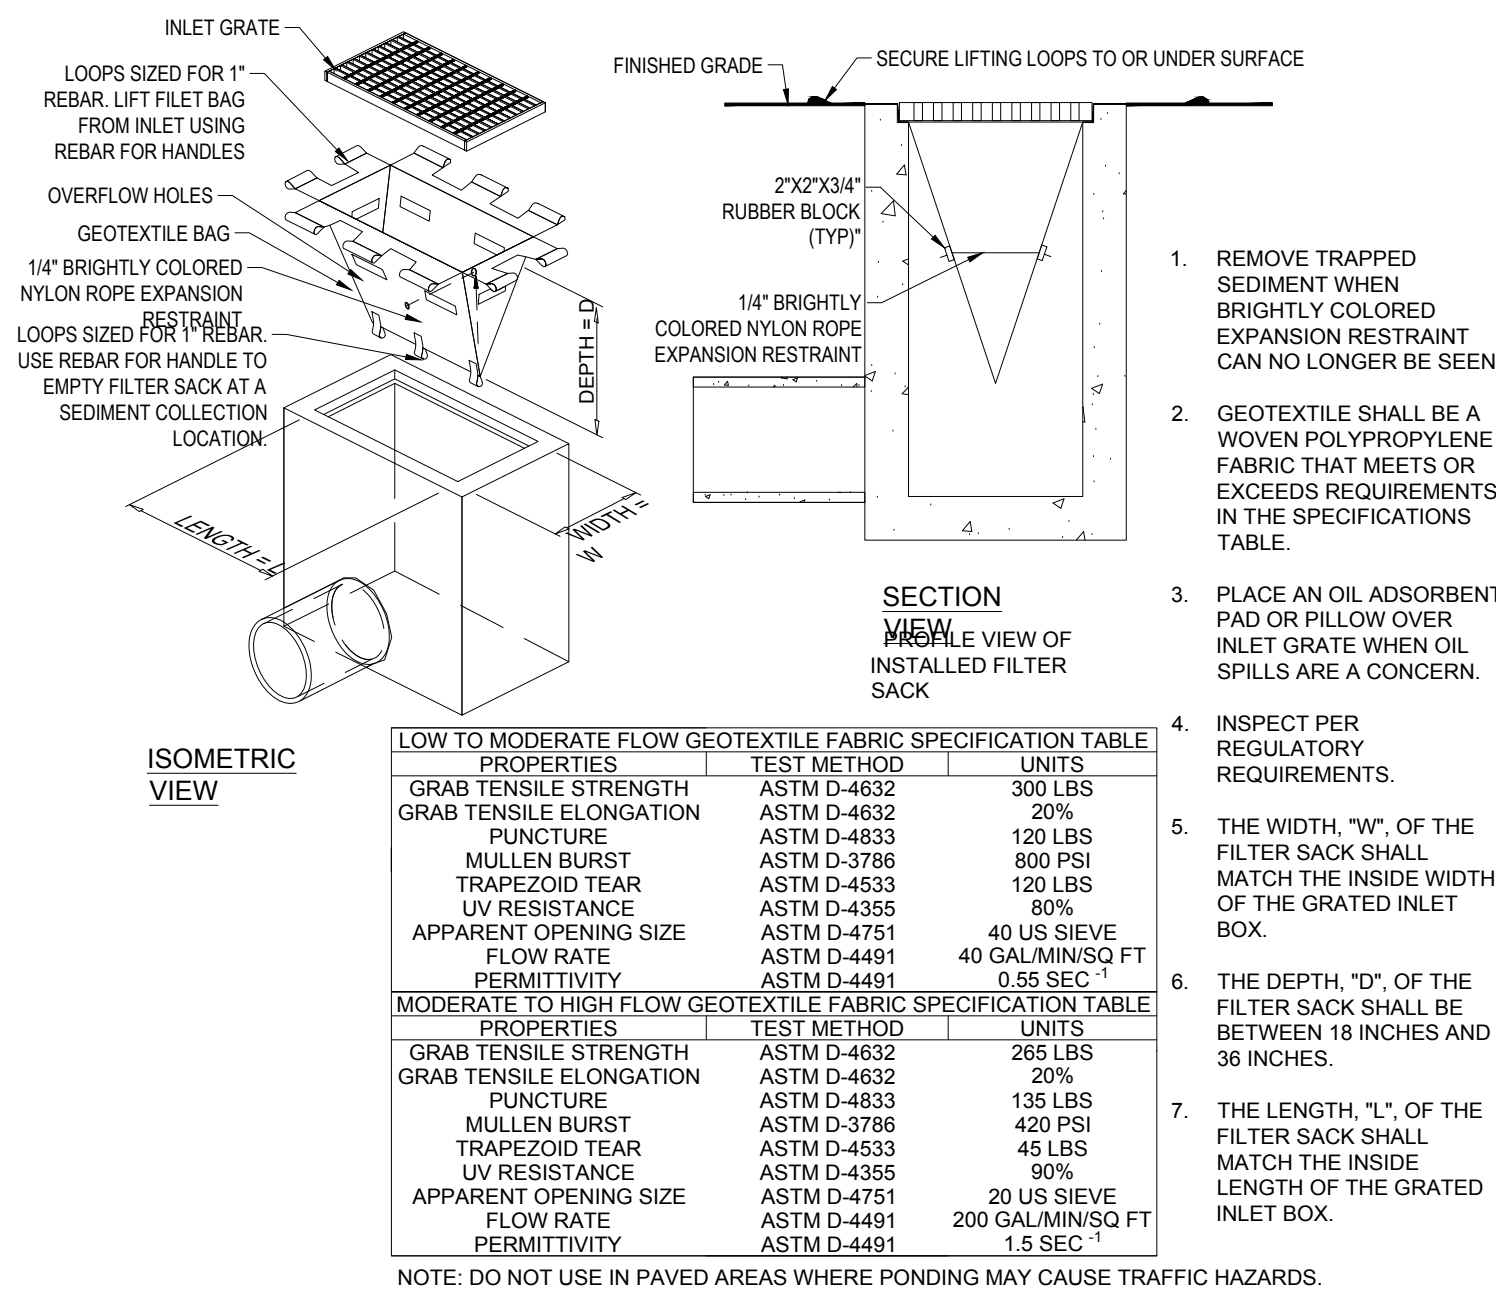 INLET GRATE
LOOPS SIZED FOR 1"
REBAR. LIFT FILET BAG
FROM INLET USING
REBAR FOR HANDLES
OVERFLOW HOLES
GEOTEXTILE BAG
1/4" BRIGHTLY COLORED
NYLON ROPE EXPANSION
RESTRAINT
LOOPS SIZED FOR 1" REBAR.
USE REBAR FOR HANDLE TO
EMPTY FILTER SACK AT A
SEDIMENT COLLECTION
LOCATION.
DEPTH = D
LENGTH = L
WIDTH =
W
ISOMETRIC
VIEW
FINISHED GRADE
SECURE LIFTING LOOPS TO OR UNDER SURFACE
2"X2"X3/4"
RUBBER BLOCK
(TYP)"
1/4" BRIGHTLY
COLORED NYLON ROPE
EXPANSION RESTRAINT
SECTION
VIEW
PROFILE VIEW OF
INSTALLED FILTER
SACK
LOW TO MODERATE FLOW GEOTEXTILE FABRIC SPECIFICATION TABLE
PROPERTIES TEST METHOD UNITS
GRAB TENSILE STRENGTH ASTM D-4632 300 LBS
GRAB TENSILE ELONGATION ASTM D-4632 20%
PUNCTURE ASTM D-4833 120 LBS
MULLEN BURST ASTM D-3786 800 PSI
TRAPEZOID TEAR ASTM D-4533 120 LBS
UV RESISTANCE ASTM D-4355 80%
APPARENT OPENING SIZE ASTM D-4751 40 US SIEVE
FLOW RATE ASTM D-4491 40 GAL/MIN/SQ FT
PERMITTIVITY ASTM D-4491 0.55 SEC -1
MODERATE TO HIGH FLOW GEOTEXTILE FABRIC SPECIFICATION TABLE
PROPERTIES TEST METHOD UNITS
GRAB TENSILE STRENGTH ASTM D-4632 265 LBS
GRAB TENSILE ELONGATION ASTM D-4632 20%
PUNCTURE ASTM D-4833 135 LBS
MULLEN BURST ASTM D-3786 420 PSI
TRAPEZOID TEAR ASTM D-4533 45 LBS
UV RESISTANCE ASTM D-4355 90%
APPARENT OPENING SIZE ASTM D-4751 20 US SIEVE
FLOW RATE ASTM D-4491 200 GAL/MIN/SQ FT
PERMITTIVITY ASTM D-4491 1.5 SEC -1
NOTE: DO NOT USE IN PAVED AREAS WHERE PONDING MAY CAUSE TRAFFIC HAZARDS.
1. REMOVE TRAPPED
SEDIMENT WHEN
BRIGHTLY COLORED
EXPANSION RESTRAINT
CAN NO LONGER BE SEEN
2. GEOTEXTILE SHALL BE A
WOVEN POLYPROPYLENE
FABRIC THAT MEETS OR
EXCEEDS REQUIREMENTS
IN THE SPECIFICATIONS
TABLE.
3. PLACE AN OIL ADSORBENT
PAD OR PILLOW OVER
INLET GRATE WHEN OIL
SPILLS ARE A CONCERN.
4. INSPECT PER
REGULATORY
REQUIREMENTS.
5. THE WIDTH, "W", OF THE
FILTER SACK SHALL
MATCH THE INSIDE WIDTH
OF THE GRATED INLET
BOX.
6. THE DEPTH, "D", OF THE
FILTER SACK SHALL BE
BETWEEN 18 INCHES AND
36 INCHES.
7. THE LENGTH, "L", OF THE
FILTER SACK SHALL
MATCH THE INSIDE
LENGTH OF THE GRATED
INLET BOX.